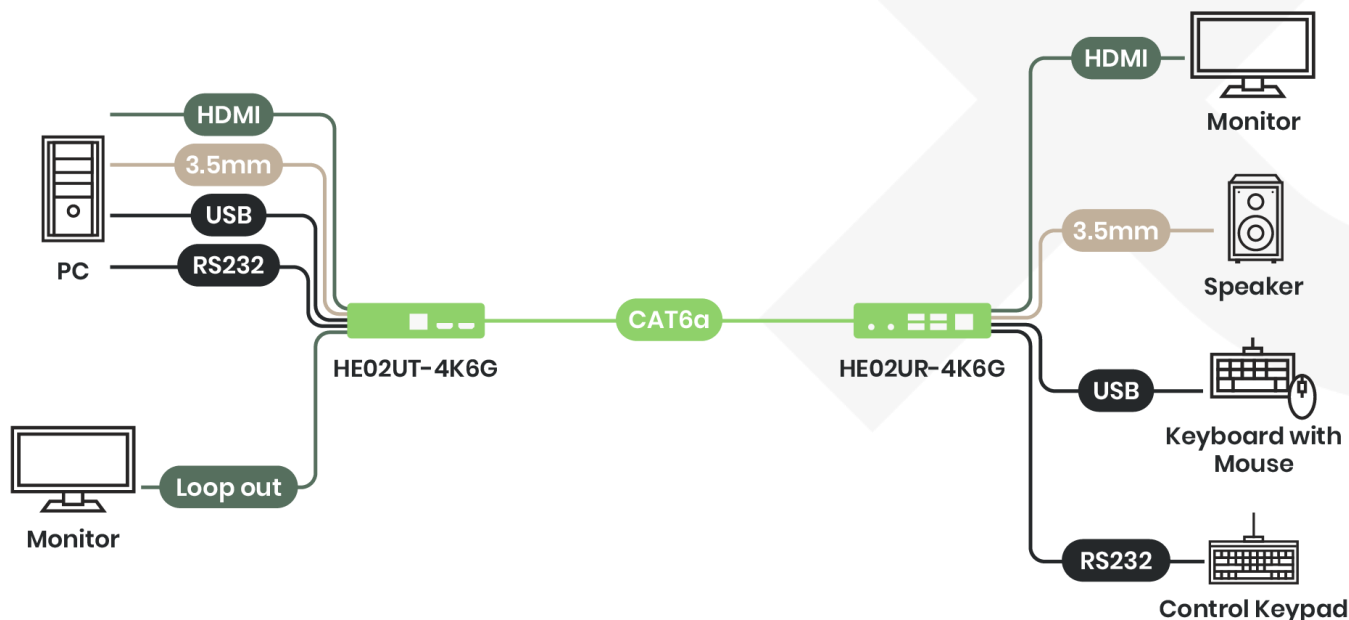 HDMI
3.5mm
USB
RS232
PC
HE02UT-4K6G
Loop out
Monitor
CAT6a
HE02UR-4K6G
HDMI
Monitor
3.5mm
Speaker
USB
Keyboard with
Mouse
RS232
Control Keypad